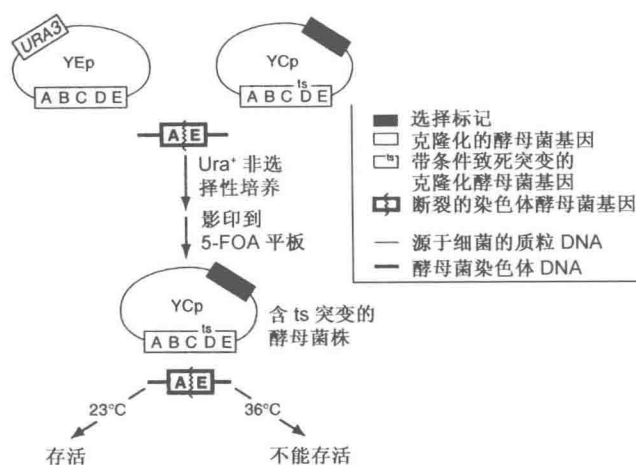 URA3
YEp
A B C D E
YCp
ts
A B C D E
A E
Ura⁺ 非选
择性培养
影印到
5-FOA 平板
YCp
ts
A B C D E
含 ts 突变的
酵母菌株
A E
23°C
36°C
存活
不能存活
选择标记
克隆化的酵母菌基因
ts
带条件致死突变的
克隆化酵母菌基因
断裂的染色体酵母菌基因
源于细菌的质粒 DNA
酵母菌染色体 DNA